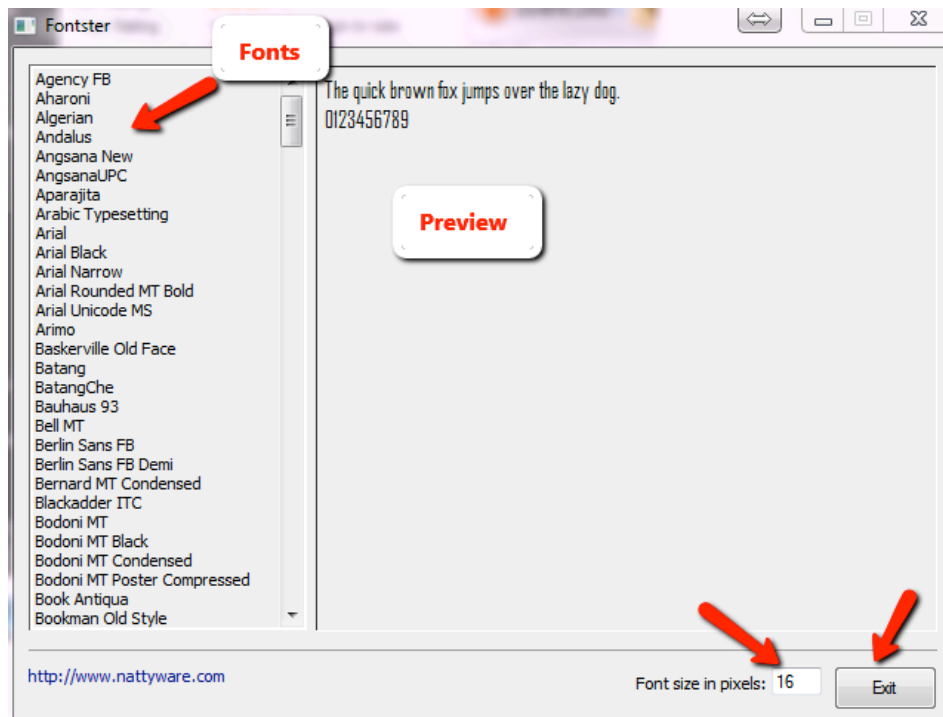 Fontster
Fonts
Agency FB
Aharoni
Algerian
Andalus
Angsana New
AngsanaUPC
Aparajita
Arabic Typesetting
Arial
Arial Black
Arial Narrow
Arial Rounded MT Bold
Arial Unicode MS
Arimo
Baskerville Old Face
Batang
BatangChe
Bauhaus 93
Bell MT
Berlin Sans FB
Berlin Sans FB Demi
Bernard MT Condensed
Blackadder ITC
Bodoni MT
Bodoni MT Black
Bodoni MT Condensed
Bodoni MT Poster Compressed
Book Antiqua
Bookman Old Style
The quick brown fox jumps over the lazy dog.
0123456789
Preview
http://www.nattyware.com
Font size in pixels: 16
Exit